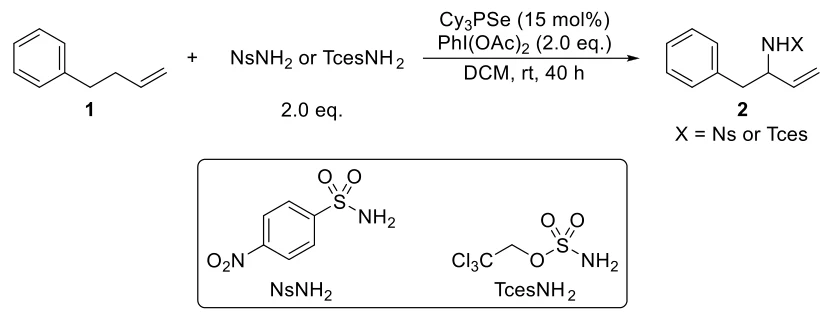 Cy₃PSe (15 mol%)
PhI(OAc)₂ (2.0 eq.)
+
NsNH₂ or TcesNH₂
DCM, rt, 40 h
NHX
1
2.0 eq.
2
X = Ns or Tces
O O
S
NH₂
O₂N
NsNH₂
O O
S
Cl₃C
O
NH₂
TcesNH₂